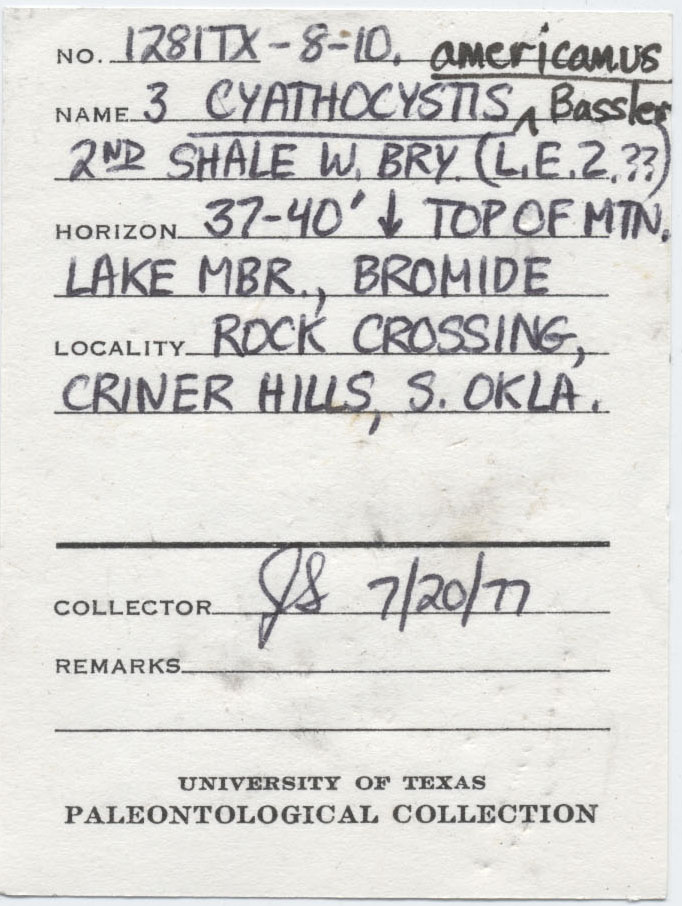 NO. 1281TX-8-10.
americanus
NAME 3 CYATHOCYSTIS ^ Bassler
2ND SHALE W. BRY. (L.E.Z.??)
HORIZON 37-40' ↓ TOP OF MTN.
LAKE MBR., BROMIDE
LOCALITY ROCK CROSSING,
CRINER HILLS, S. OKLA.
COLLECTOR JS 7/20/77
REMARKS
UNIVERSITY OF TEXAS
PALEONTOLOGICAL COLLECTION